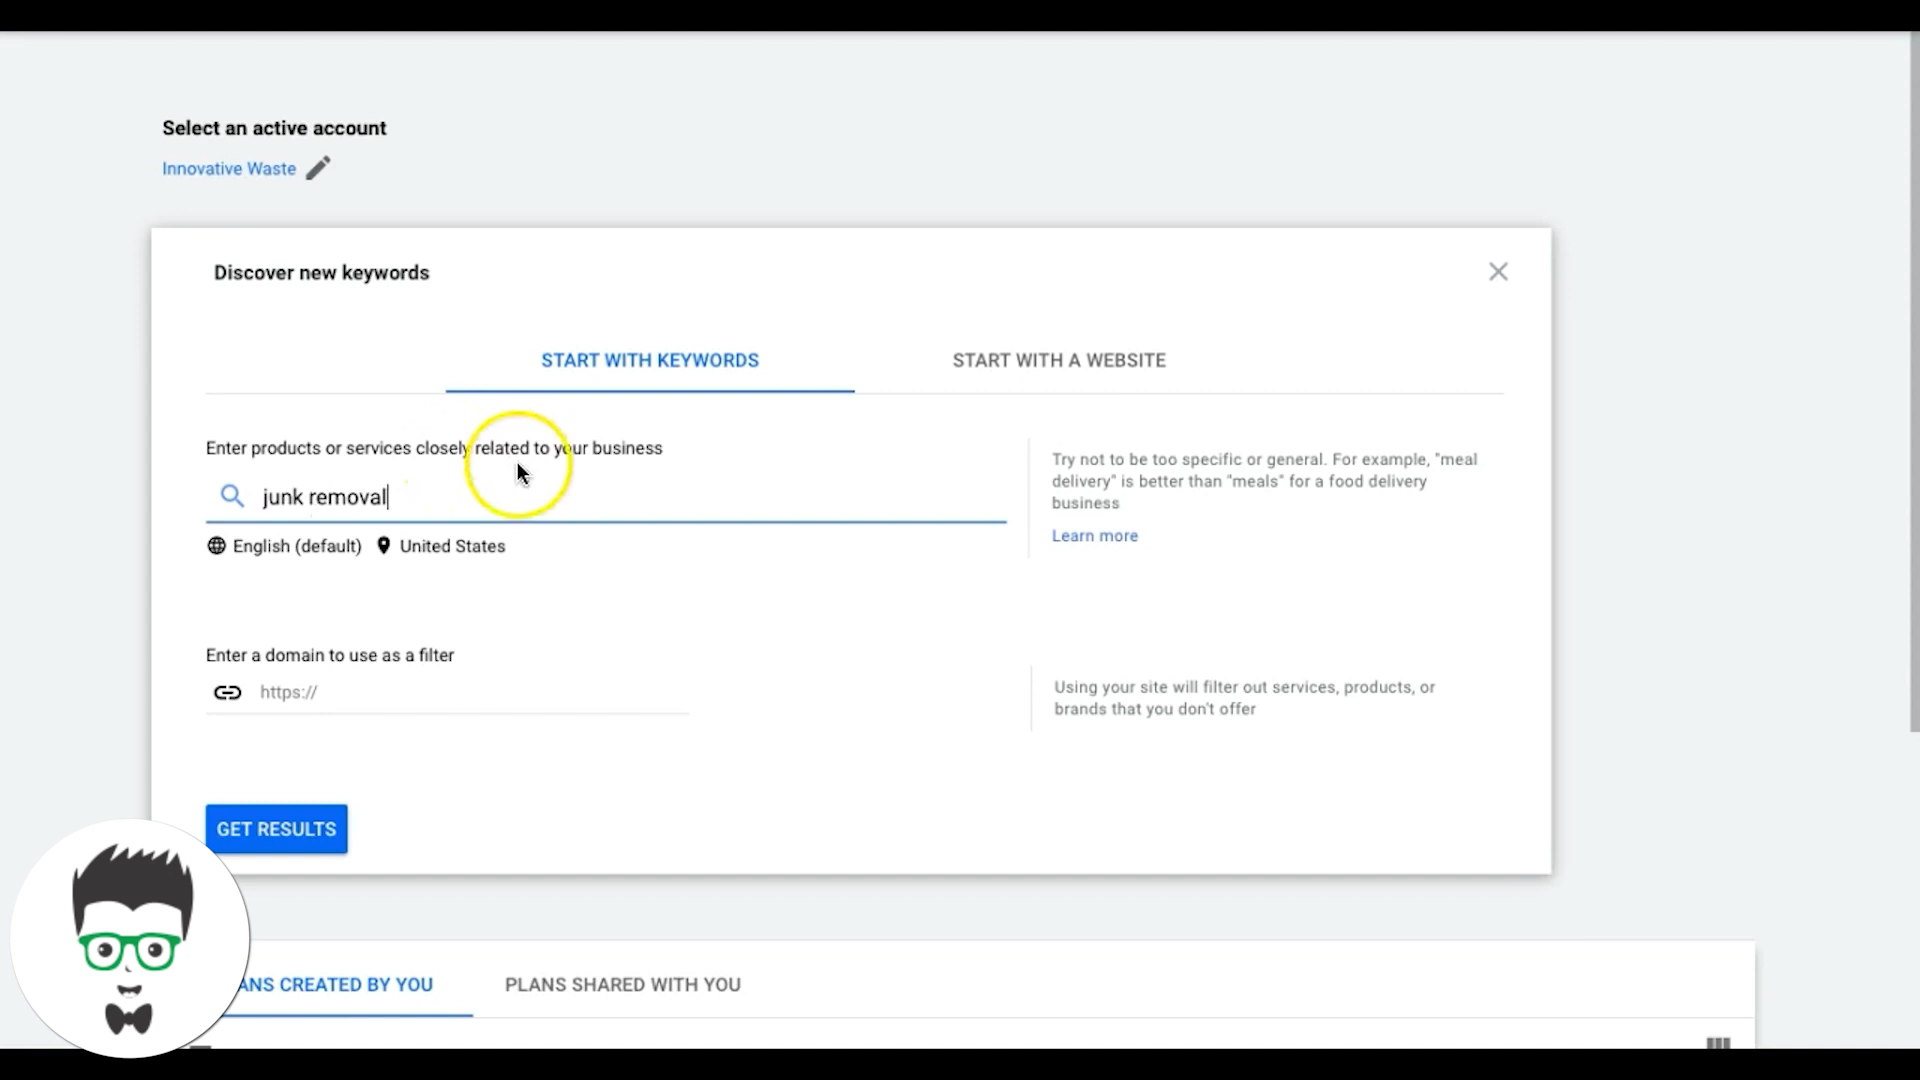 Select an active account
Innovative Waste
Discover new keywords
START WITH KEYWORDS
START WITH A WEBSITE
Enter products or services closely related to your business
junk removal
English (default) United States
Try not to be too specific or general. For example, "meal
delivery" is better than "meals" for a food delivery
business
Learn more
Enter a domain to use as a filter
https://
Using your site will filter out services, products, or
brands that you don't offer
GET RESULTS
ANS CREATED BY YOU
PLANS SHARED WITH YOU